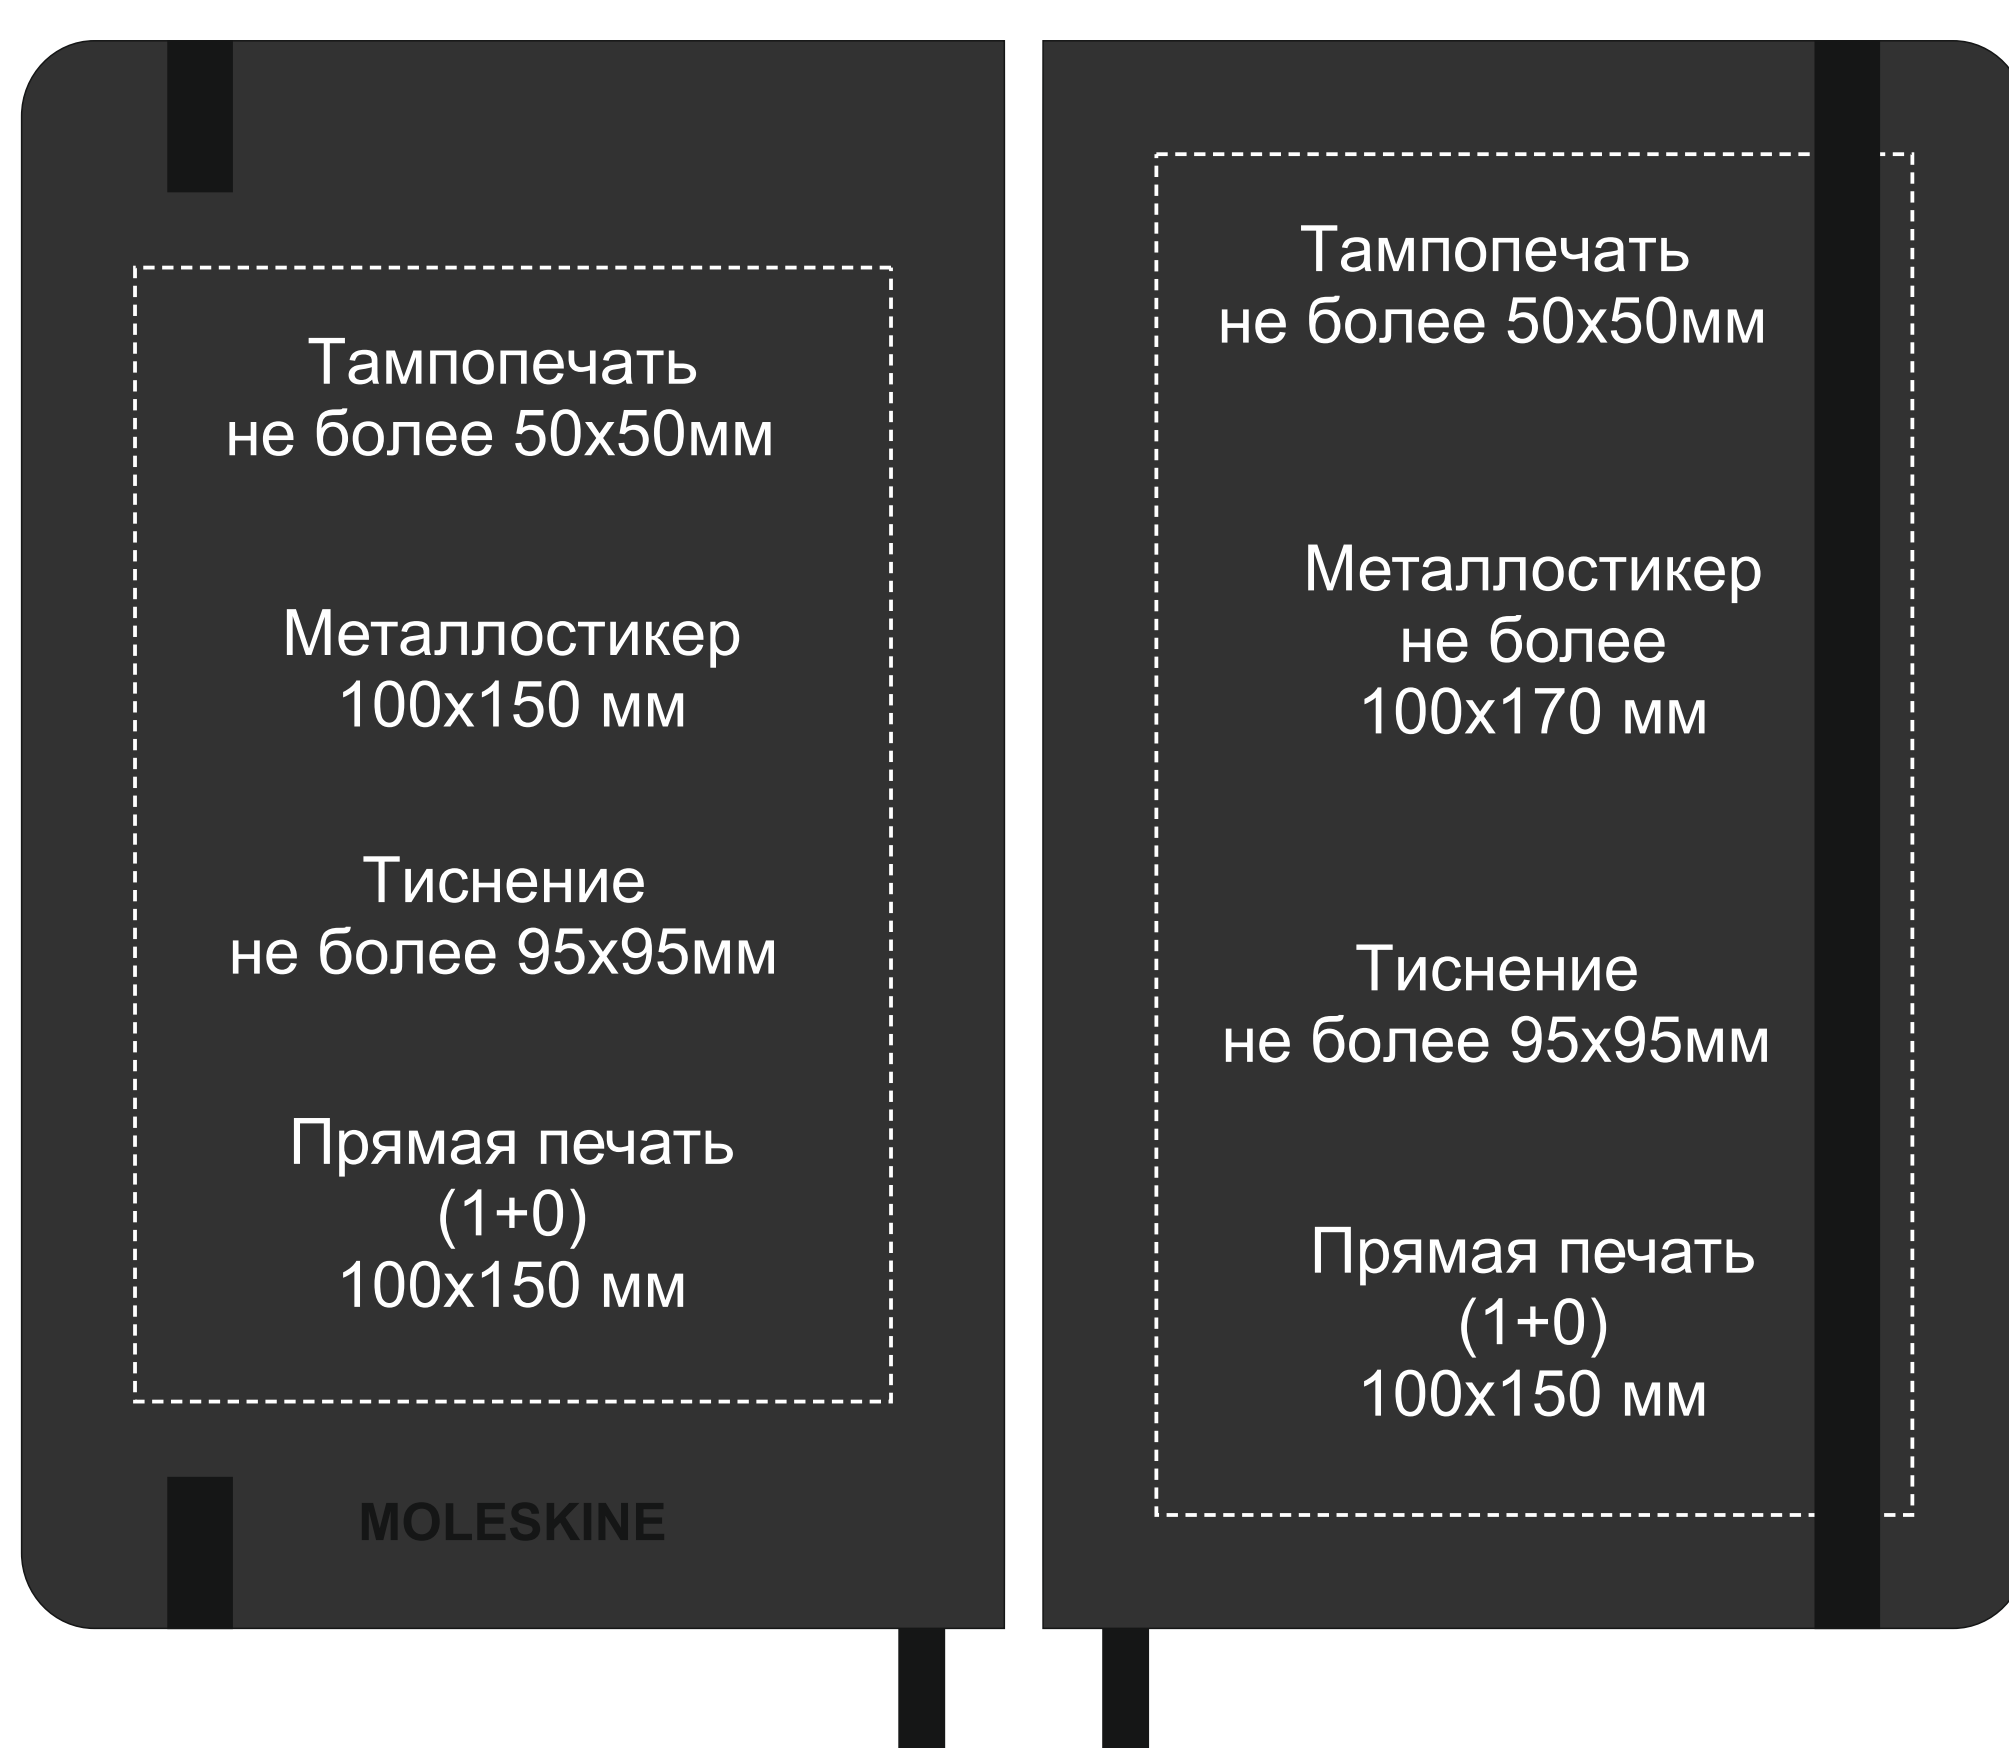 Тампопечать
не более 50х50мм
Металлостикер
100х150 мм
Тиснение
не более 95х95мм
Прямая печать
(1+0)
100х150 мм
MOLESKINE
Тампопечать
не более 50х50мм
Металлостикер
не более
100х170 мм
Тиснение
не более 95х95мм
Прямая печать
(1+0)
100х150 мм